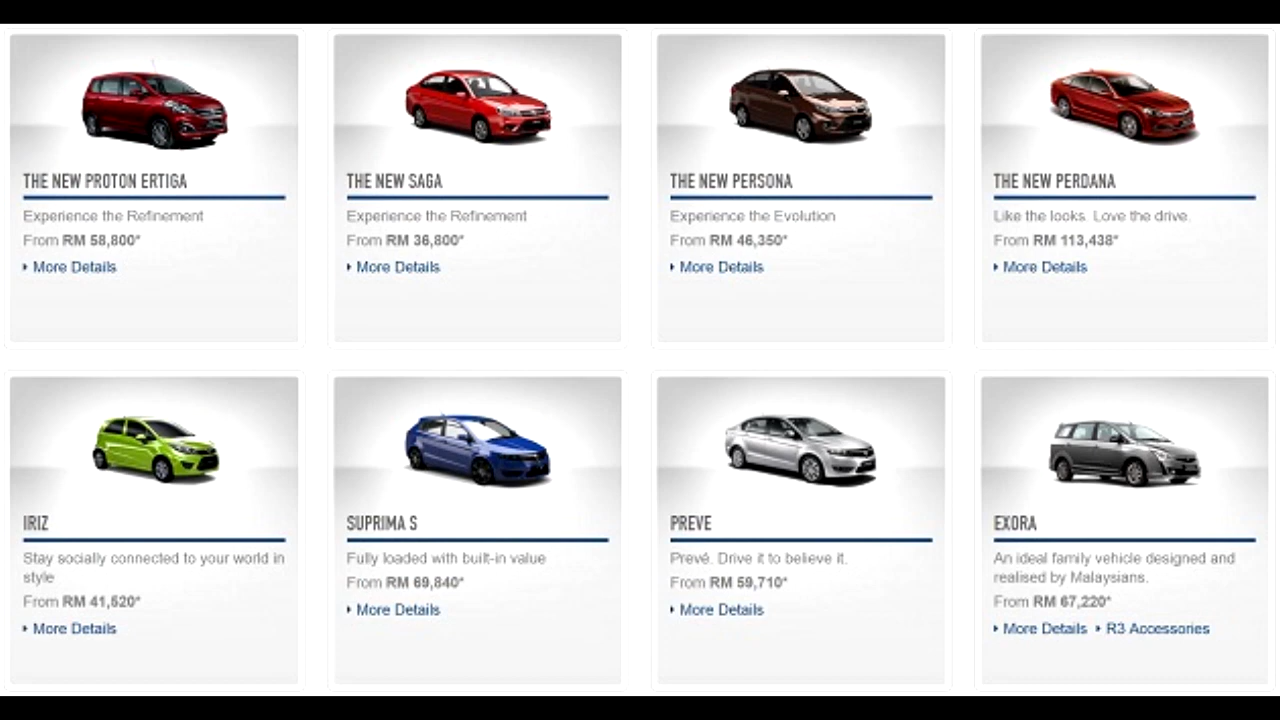 THE NEW PROTON ERTIGA
Experience the Refinement
From RM 58,800*
More Details
THE NEW SAGA
Experience the Refinement
From RM 36,800*
More Details
THE NEW PERSONA
Experience the Evolution
From RM 46,350*
More Details
THE NEW PERDANA
Like the looks. Love the drive.
From RM 113,438*
More Details
IRIZ
Stay socially connected to your world in
style
From RM 41,520*
More Details
SUPRIMA S
Fully loaded with built-in value
From RM 69,840*
More Details
PREVE
Prevé. Drive it to believe it.
From RM 59,710*
More Details
EXORA
An ideal family vehicle designed and
realised by Malaysians.
From RM 67,220*
More Details R3 Accessories